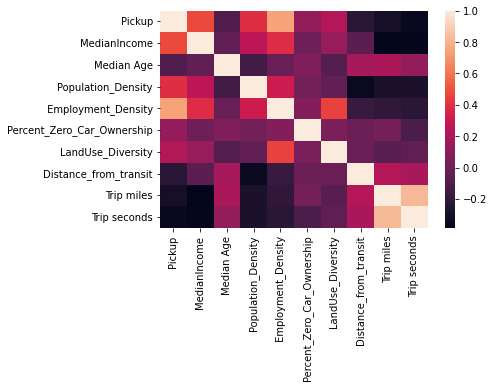 Pickup
MedianIncome
Median Age
Population_Density
Employment_Density
Percent_Zero_Car_Ownership
LandUse_Diversity
Distance_from_transit
Trip miles
Trip seconds
Pickup
MedianIncome
Median Age
Population_Density
Employment_Density
Percent_Zero_Car_Ownership
LandUse_Diversity
Distance_from_transit
Trip miles
Trip seconds
1.0
0.8
0.6
0.4
0.2
0.0
−0.2